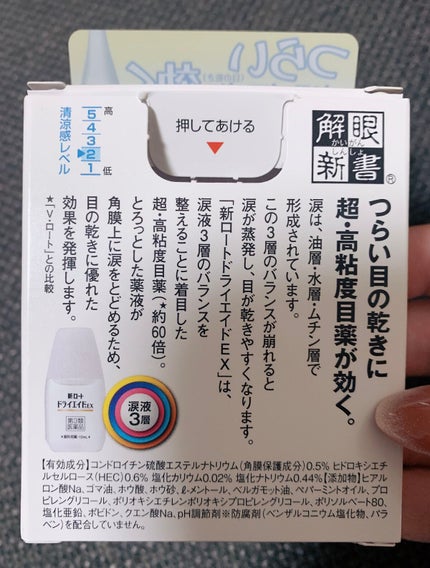 つらい
効く
高
5
4
3
2
1
低
清涼感レベル
押してあける
解眼
かいがん
新書
しんしょ
®
つらい目の乾きに
超・高粘度目薬が効く。
涙は、油層・水層・ムチン層で
形成されています。
この3層のバランスが崩れると
涙が蒸発し、目が乾きやすくなります。
「新ロートドライエイドEX」は、
涙液3層のバランスを
整えることに着目した
超・高粘度目薬(約60倍)。
とろっとした薬液が
角膜上に涙をとどめるため、
目の乾きに優れた
効果を発揮します。
★「V・ロート」との比較
新ロート
ドライエイドEX
第3類
医薬品
涙液
3層
【有効成分】コンドロイチン硫酸エステルナトリウム(角膜保護成分)0.5% ヒドロキシエチ
ルセルロース(HEC)0.6% 塩化カリウム0.02% 塩化ナトリウム0.44%【添加物】ヒアル
ロン酸Na、ゴマ油、ホウ酸、ホウ砂、ℓ-メントール、ベルガモット油、ペパーミントオイル、プロ
ピレングリコール、ポリオキシエチレンポリオキシプロピレングリコール、ポリソルベート80、
塩化亜鉛、ポビドン、クエン酸Na、pH調節剤 ※防腐剤(ベンザルコニウム塩化物、パラ
ベン)を配合していません。